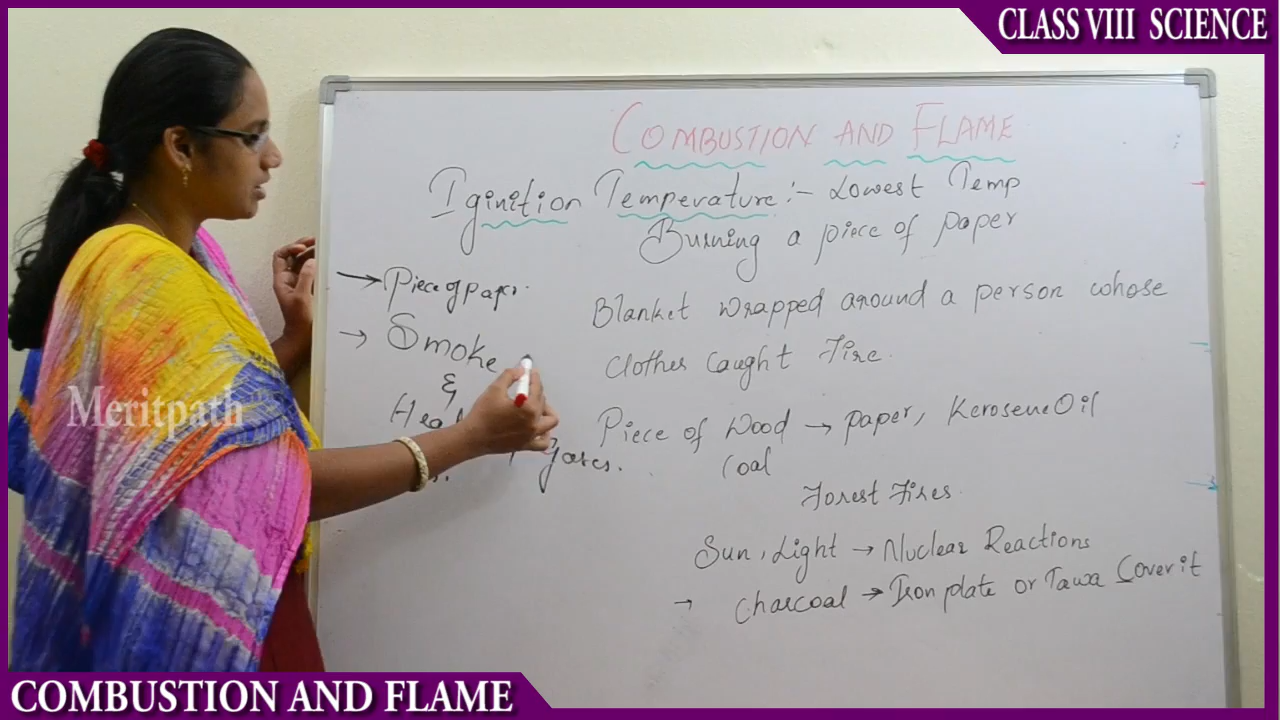 CLASS VIII SCIENCE
COMBUSTION AND FLAME
Iginition Temperature :- Lowest Temp
Burning a piece of paper
→ Piece of paper.
Blanket wrapped around a person whose
→ Smoke
clothes caught Fire.
&
Piece of Wood → paper, Kerosene Oil
Coal
Forest Fires.
Sun, Light → Nuclear Reactions
→ Charcoal → Iron plate or Tawa Cover it
Meritpath
COMBUSTION AND FLAME